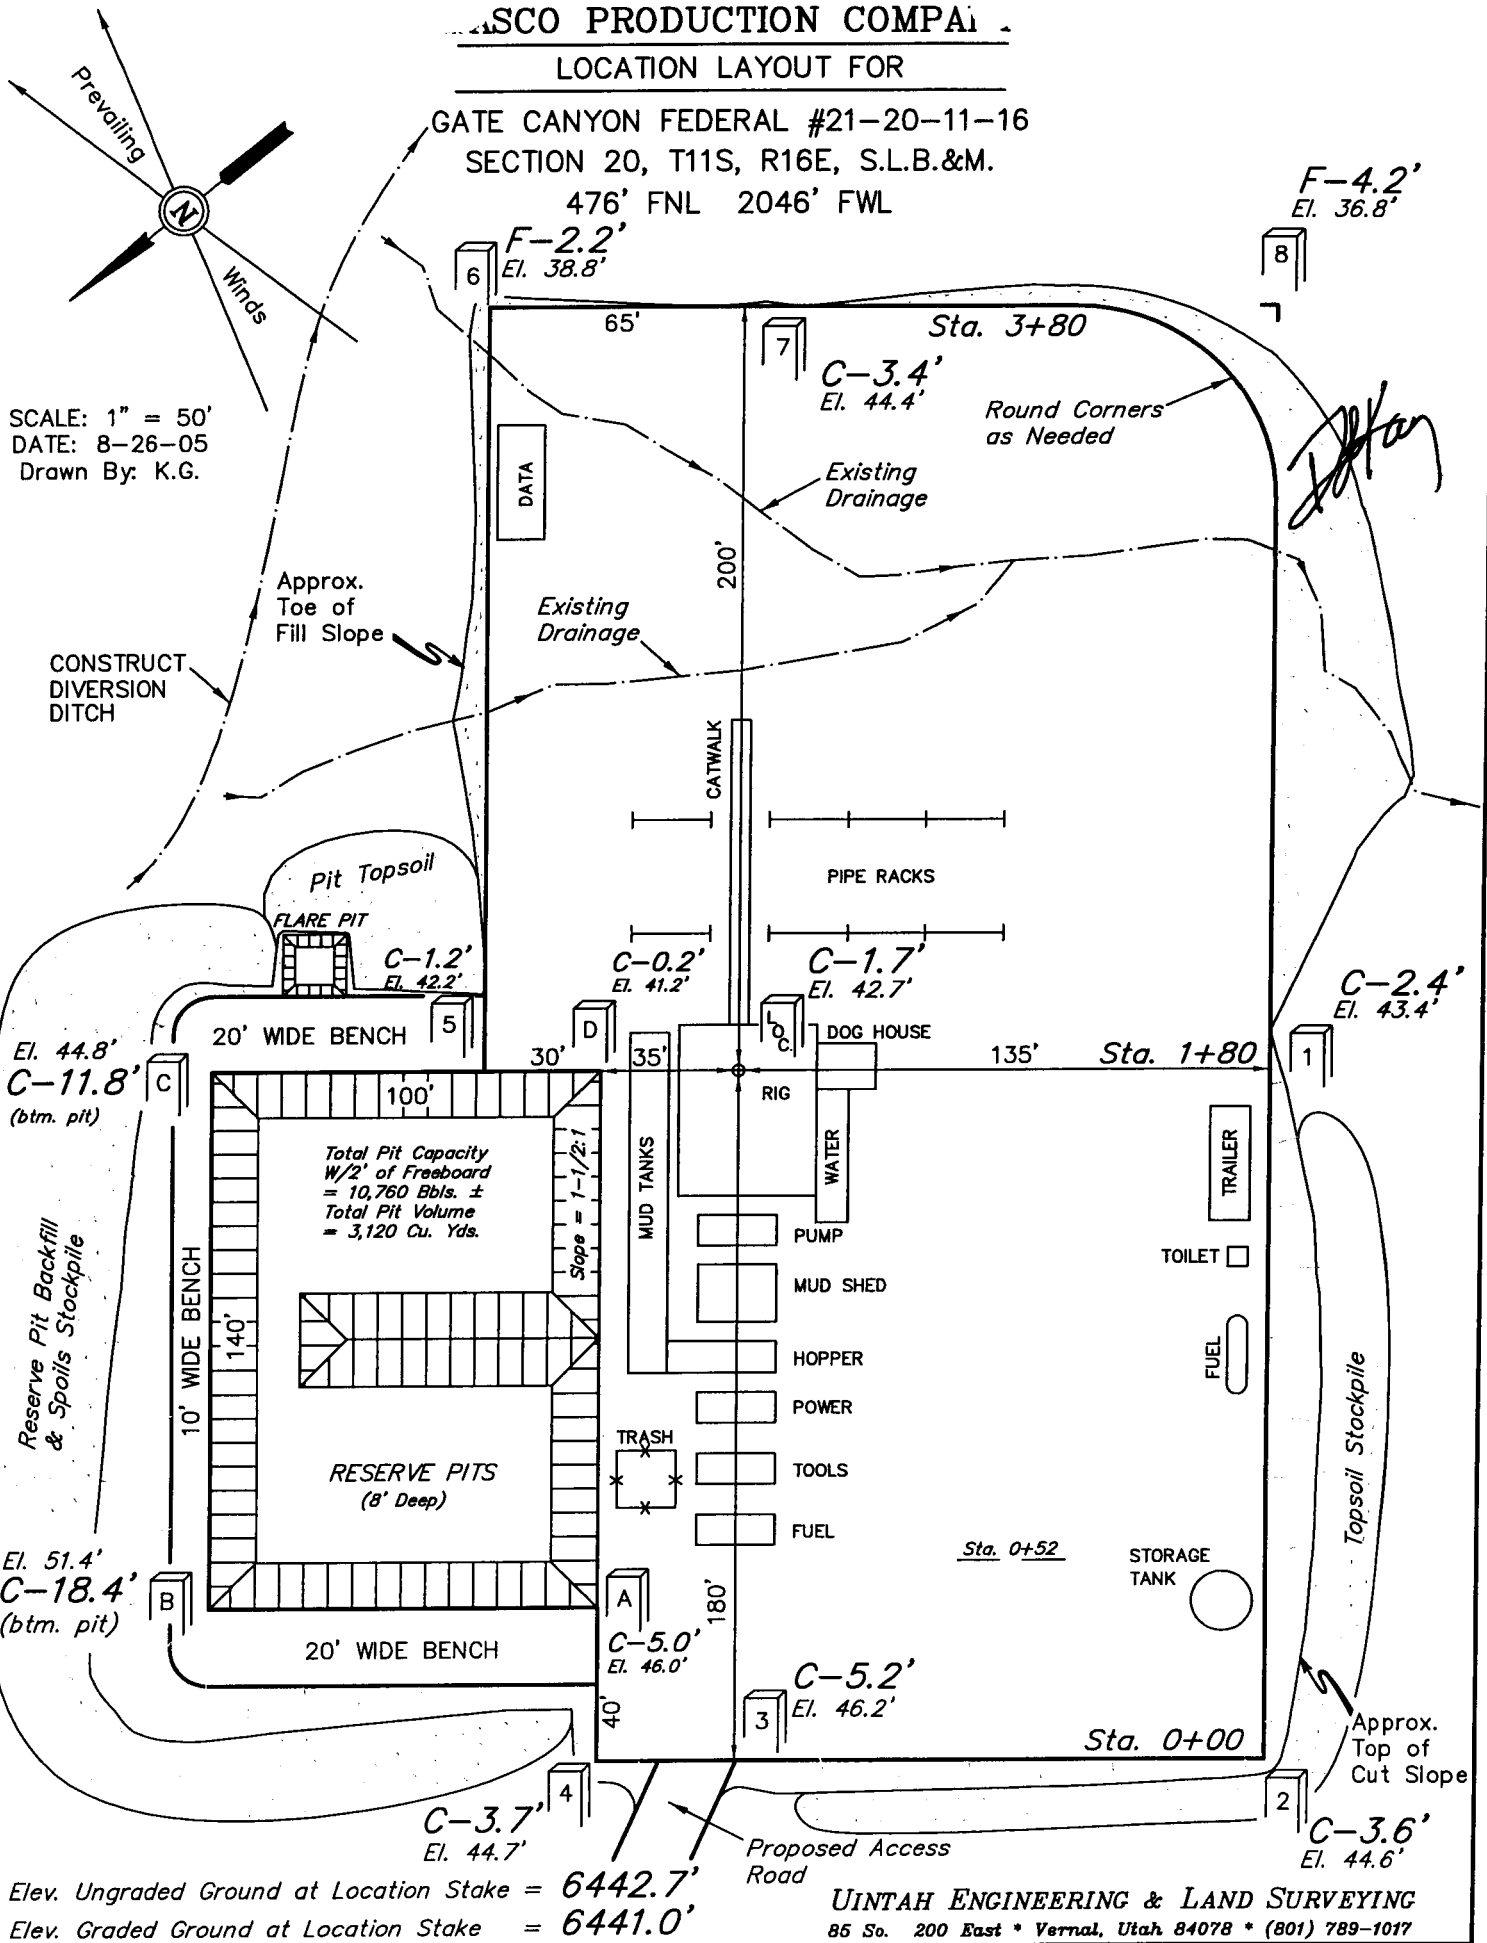 ASCO PRODUCTION COMPA
LOCATION LAYOUT FOR
GATE CANYON FEDERAL #21-20-11-16
SECTION 20, T11S, R16E, S.L.B.&M.
476' FNL 2046' FWL
Prevailing
N
Winds
SCALE: 1" = 50'
DATE: 8-26-05
Drawn By: K.G.
F-2.2'
El. 38.8'
6
F-4.2'
El. 36.8'
8
65'
7
Sta. 3+80
C-3.4'
El. 44.4'
Round Corners
as Needed
DATA
Existing
Drainage
200'
Approx.
Toe of
Fill Slope
Existing
Drainage
CONSTRUCT
DIVERSION
DITCH
CATWALK
PIPE RACKS
Pit Topsoil
FLARE PIT
C-1.2'
El. 42.2'
5
C-0.2'
El. 41.2'
D
C-1.7'
El. 42.7'
LOC.
C-2.4'
El. 43.4'
1
20' WIDE BENCH
DOG HOUSE
El. 44.8'
C-11.8'
(btm. pit)
C
30'
35'
135'
Sta. 1+80
100'
RIG
Total Pit Capacity
W/2' of Freeboard
= 10,760 Bbls. ±
Total Pit Volume
= 3,120 Cu. Yds.
Slope = 1-1/2:1
MUD TANKS
WATER
TRAILER
PUMP
TOILET
MUD SHED
Reserve Pit Backfill
& Spoils Stockpile
10' WIDE BENCH
140'
HOPPER
FUEL
POWER
Topsoil Stockpile
TRASH
RESERVE PITS
(8' Deep)
TOOLS
FUEL
Sta. 0+52
STORAGE
TANK
El. 51.4'
C-18.4'
(btm. pit)
B
A
180'
20' WIDE BENCH
C-5.0'
El. 46.0'
C-5.2'
El. 46.2'
3
40'
Sta. 0+00
Approx.
Top of
Cut Slope
4
C-3.7'
El. 44.7'
2
C-3.6'
El. 44.6'
Proposed Access
Road
Elev. Ungraded Ground at Location Stake = 6442.7'
Elev. Graded Ground at Location Stake = 6441.0'
UINTAH ENGINEERING & LAND SURVEYING
85 So. 200 East * Vernal, Utah 84078 * (801) 789-1017